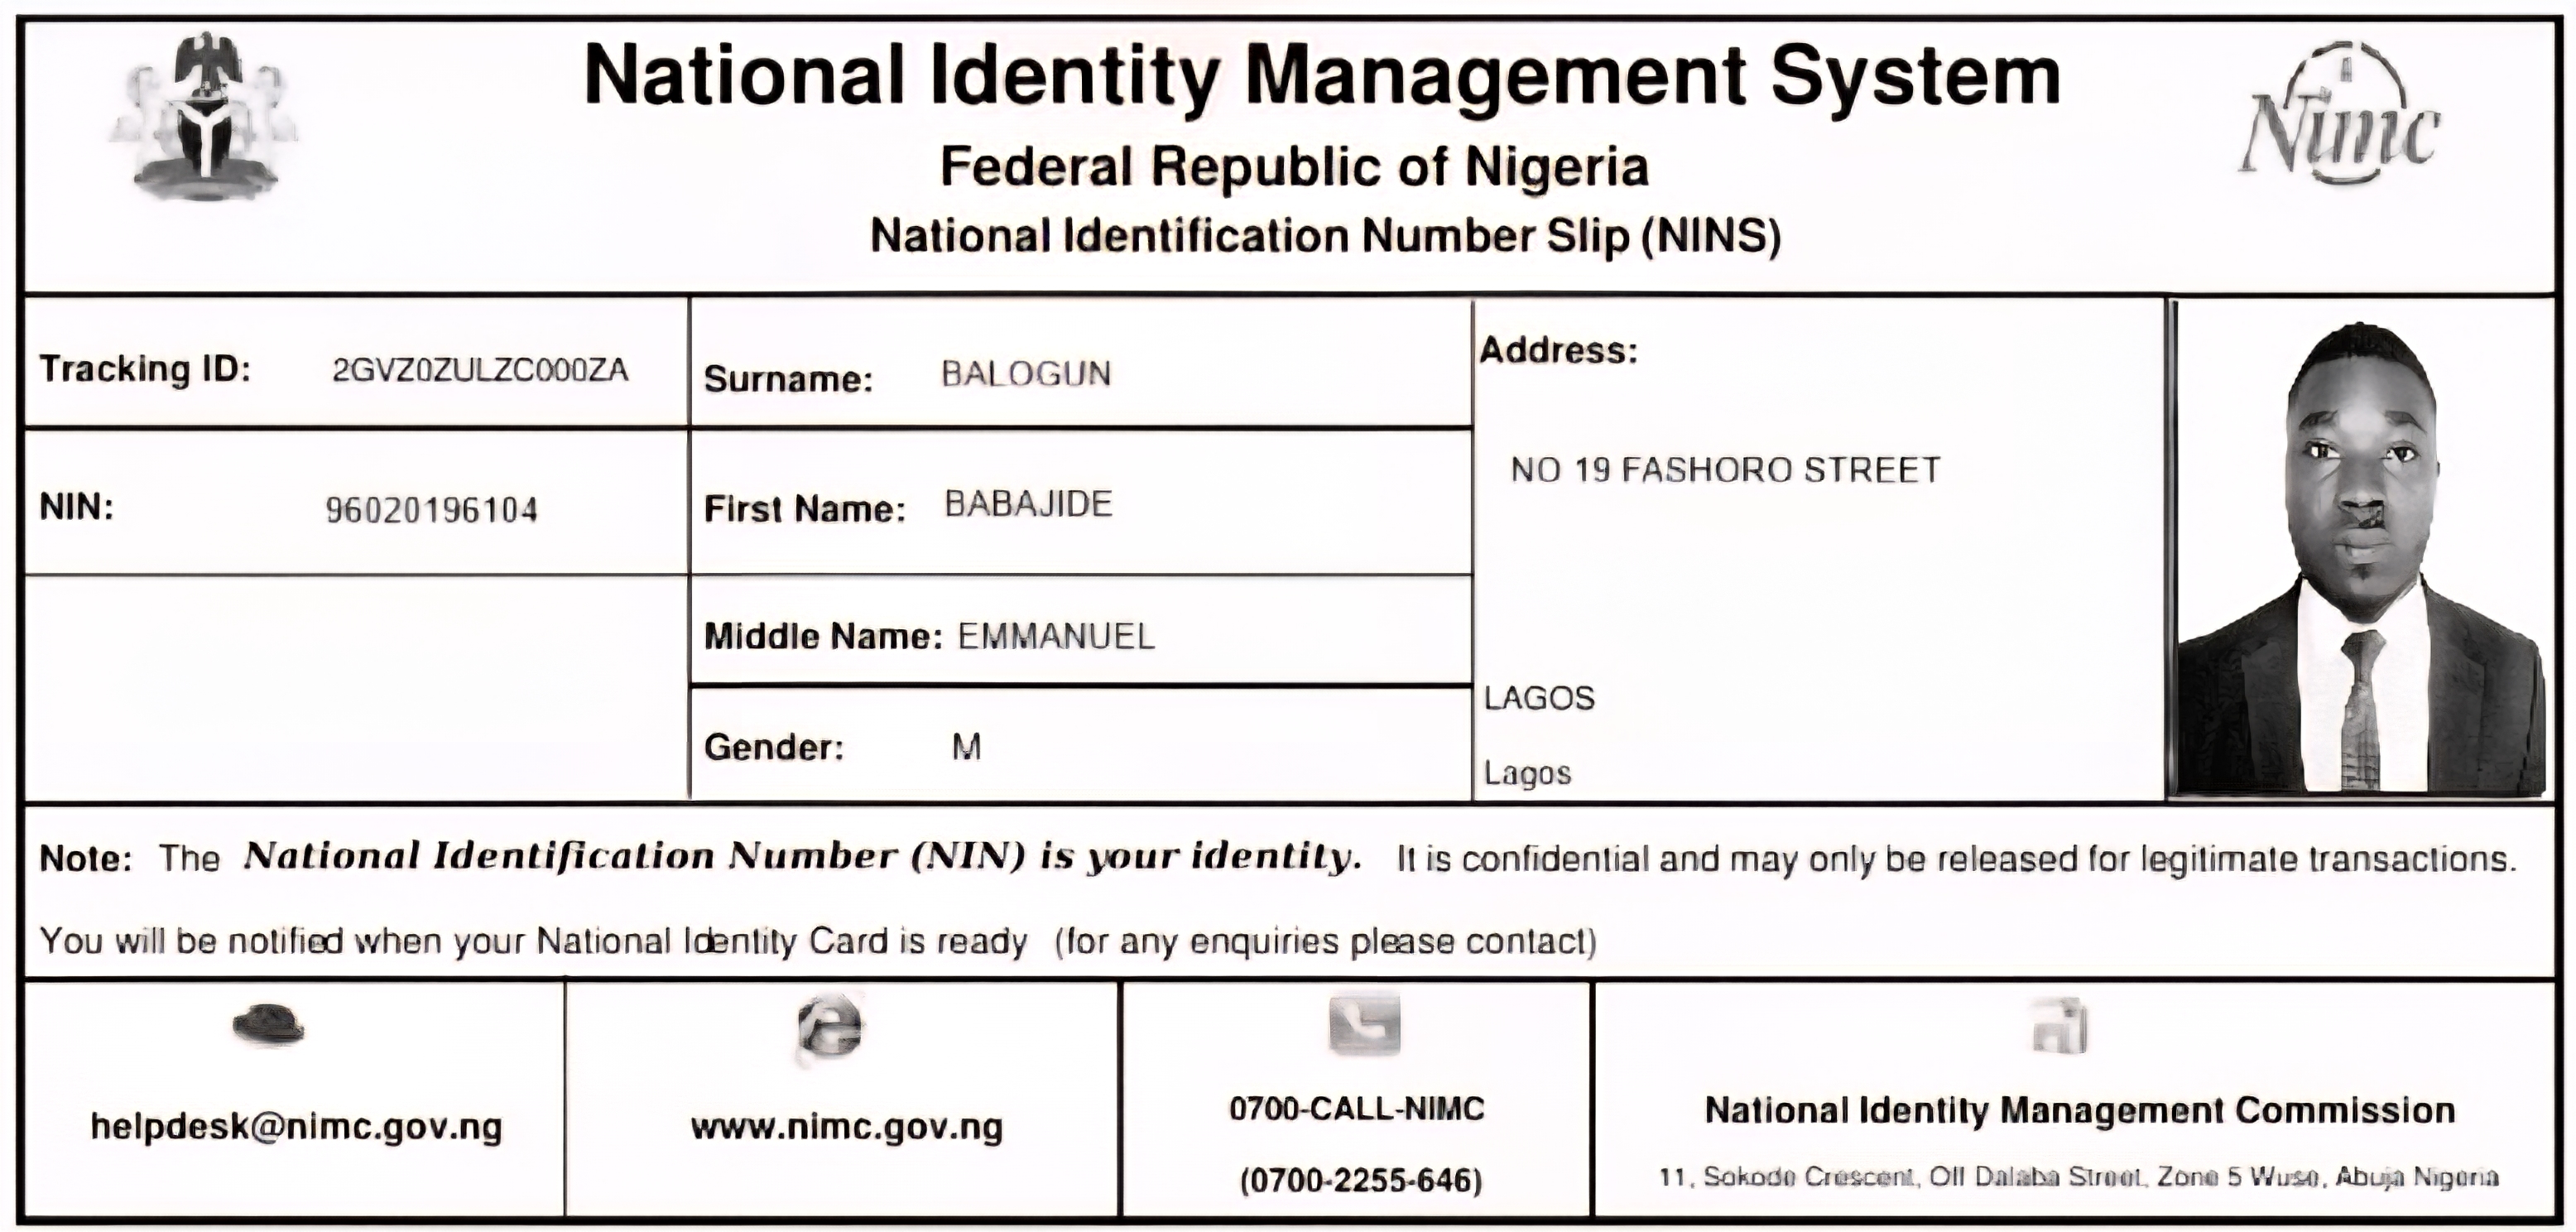 National Identity Management System
Nimc
Federal Republic of Nigeria
National Identification Number Slip (NINS)
Tracking ID: 2GVZ0ZULZC000ZA
Surname: BALOGUN
Address:
NIN: 96020196104
First Name: BABAJIDE
NO 19 FASHORO STREET
Middle Name: EMMANUEL
LAGOS
Gender: M
Lagos
Note: The National Identification Number (NIN) is your identity. It is confidential and may only be released for legitimate transactions.
You will be notified when your National Identity Card is ready (for any enquiries please contact)
helpdesk@nimc.gov.ng
www.nimc.gov.ng
0700-CALL-NIMC
(0700-2255-646)
National Identity Management Commission
11, Sokode Crescent, Off Dalaba Street, Zone 5 Wuse, Abuja Nigeria